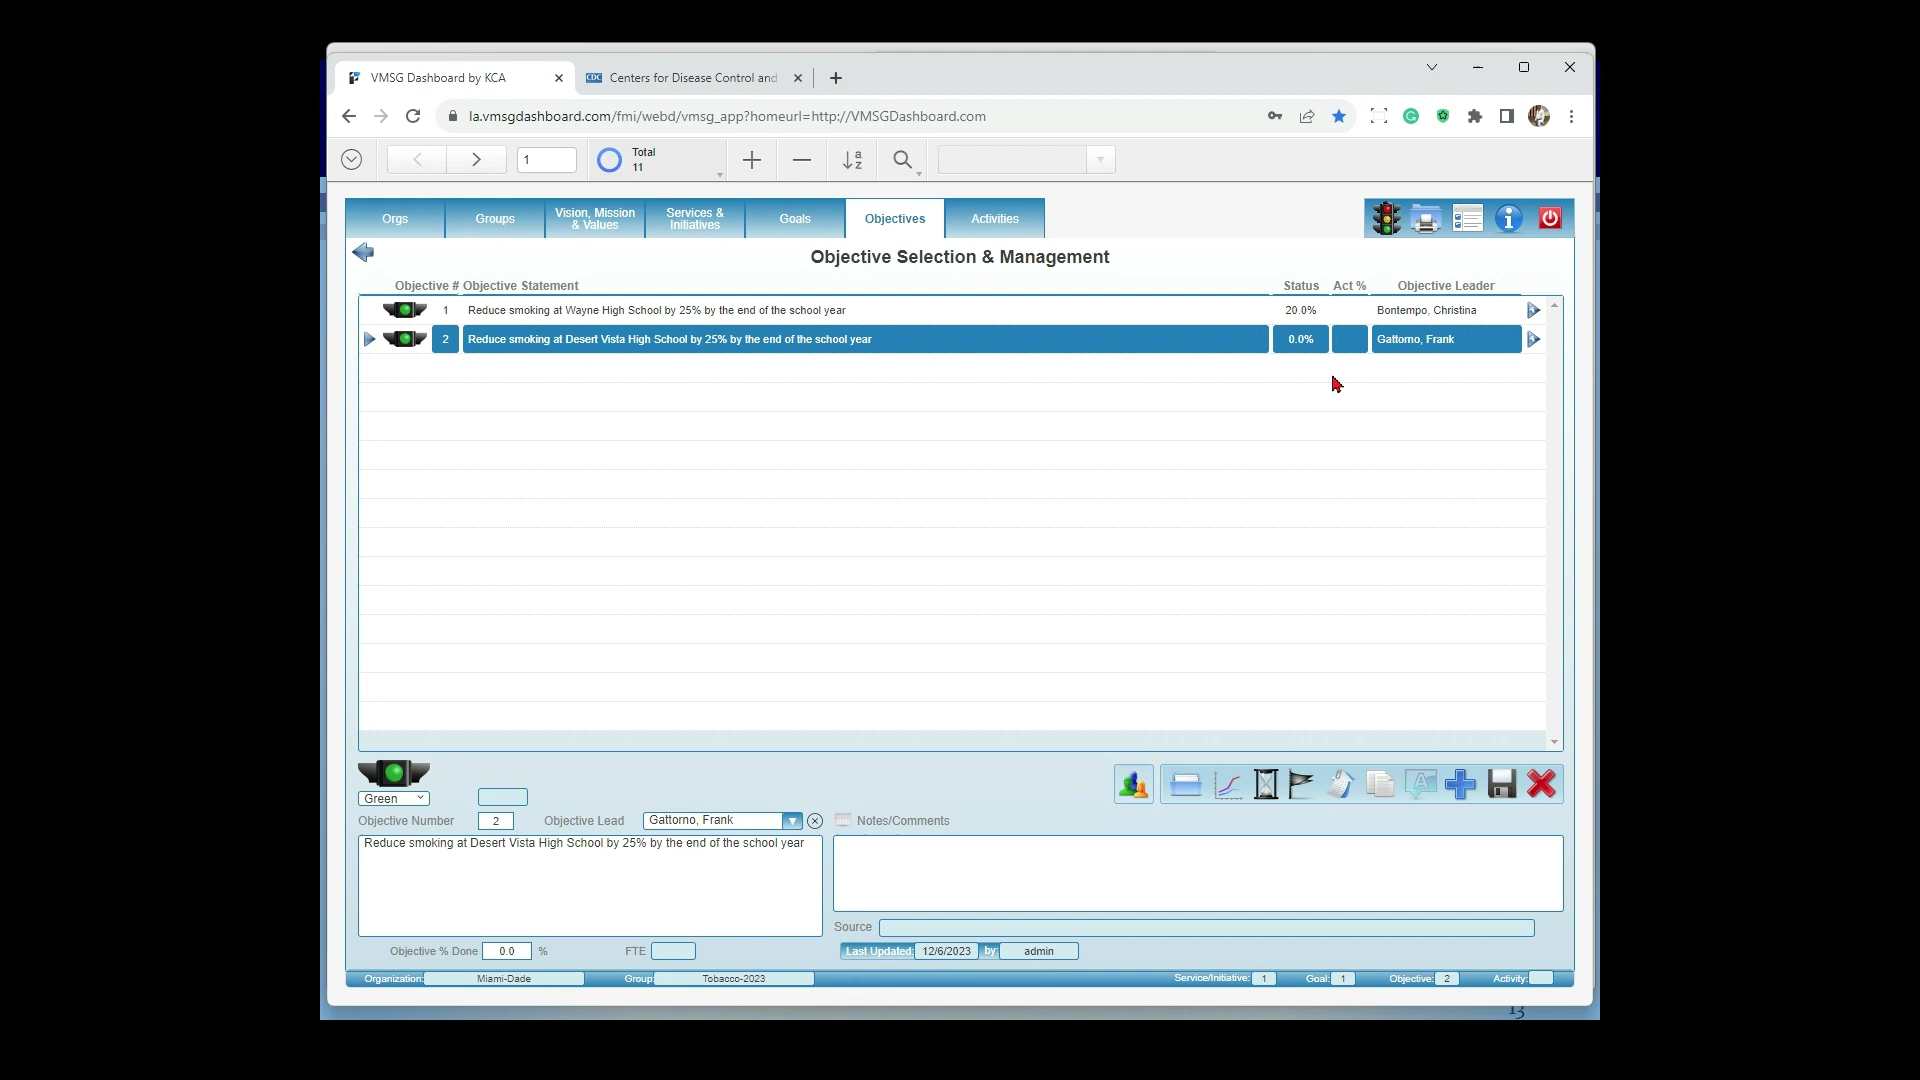 VMSG Dashboard by KCA
CDC Centers for Disease Control and
la.vmsgdashboard.com/fmi/webd/vmsg_app?homeurl=http://VMSGDashboard.com
1 Total
11
Orgs Groups Vision, Mission & Values Services & Initiatives Goals Objectives Activities
Objective Selection & Management
Objective # Objective Statement Status Act % Objective Leader
1 Reduce smoking at Wayne High School by 25% by the end of the school year 20.0% Bontempo, Christina
2 Reduce smoking at Desert Vista High School by 25% by the end of the school year 0.0% Gattorno, Frank
Green
Objective Number 2 Objective Lead Gattorno, Frank Notes/Comments
Reduce smoking at Desert Vista High School by 25% by the end of the school year
Source
Objective % Done 0.0 % FTE Last Updated: 12/6/2023 by: admin
Organization: Miami-Dade Group: Tobacco-2023 Service/Initiative: 1 Goal: 1 Objective: 2 Activity:
13